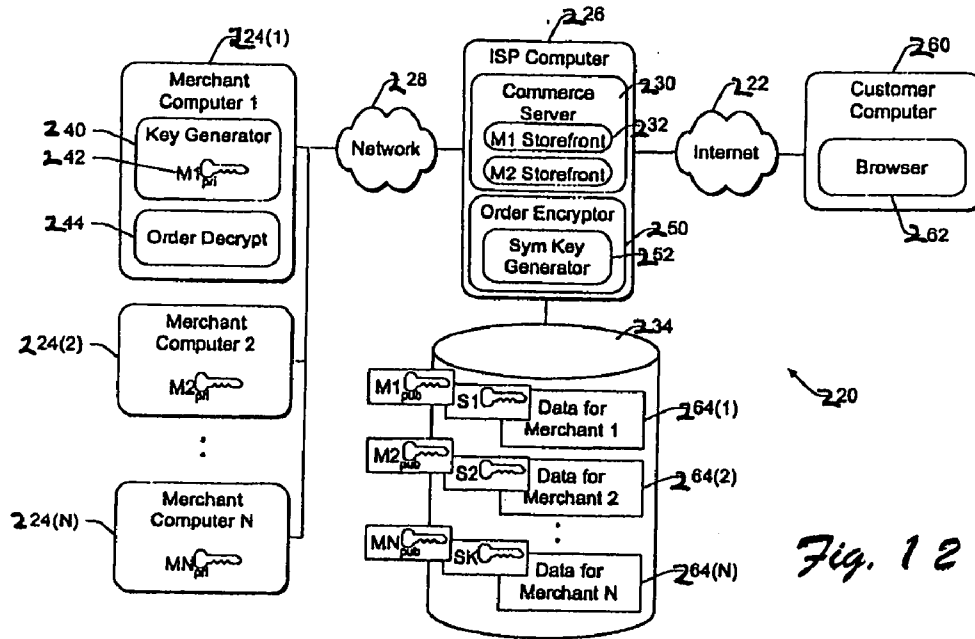 224(1)
Merchant
Computer 1
240
Key Generator
242
M1pri
244
Order Decrypt
224(2)
Merchant
Computer 2
M2pri
224(N)
Merchant
Computer N
MNpri
228
Network
226
ISP Computer
Commerce
Server
230
M1 Storefront
232
M2 Storefront
Order Encryptor
250
Sym Key
Generator
252
222
Internet
260
Customer
Computer
Browser
262
234
M1pub
S1
Data for
Merchant 1
264(1)
M2pub
S2
Data for
Merchant 2
264(2)
MNpub
SK
Data for
Merchant N
264(N)
220
Fig. 12